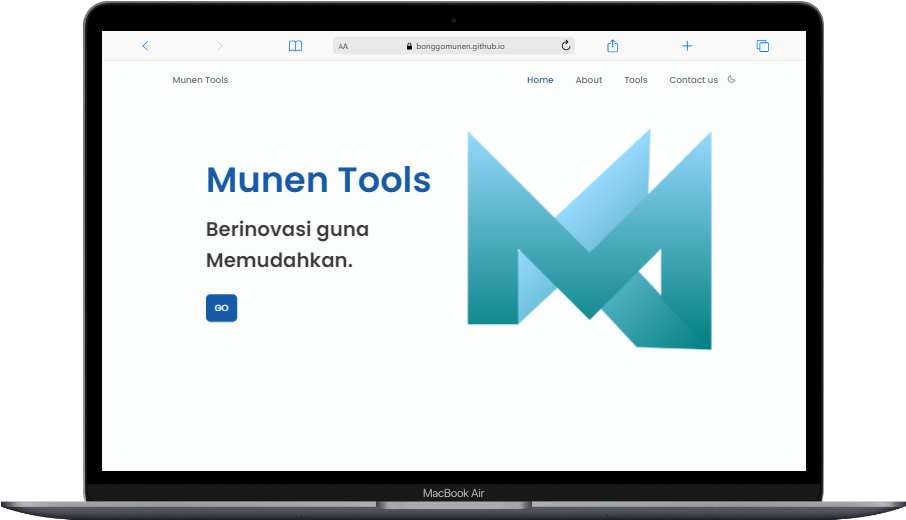 AA bonggomunen.github.io
Munen Tools Home About Tools Contact us
Munen Tools
Berinovasi guna
Memudahkan.
GO
MacBook Air